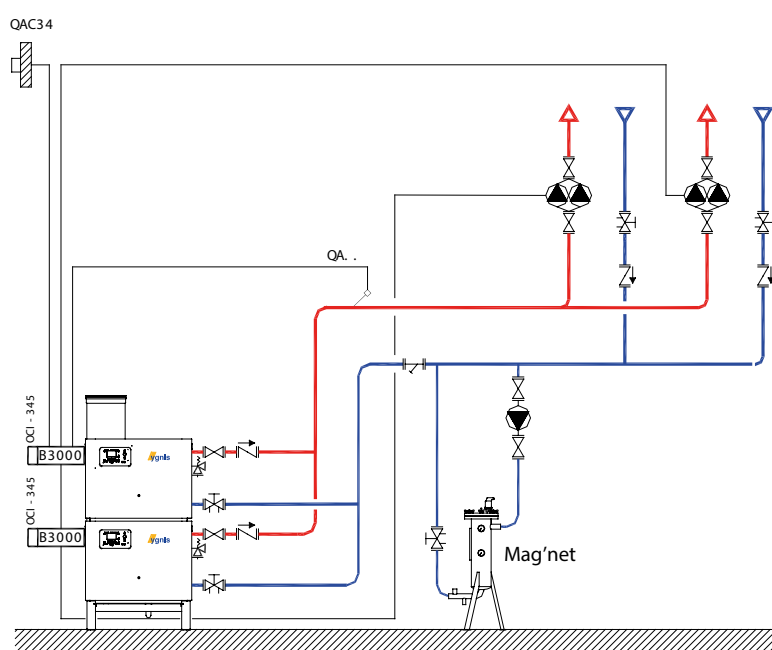 QAC34
QA. .
OCI - 345
B3000
ygnis
OCI - 345
B3000
ygnis
Mag'net